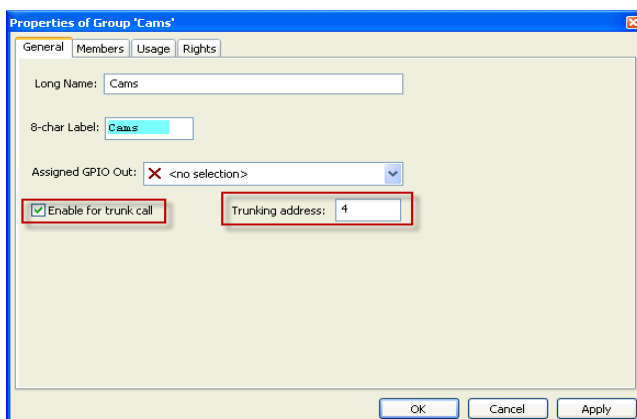 Properties of Group 'Cams'
General Members Usage Rights
Long Name: Cams
8-char Label: Cams
Assigned GPIO Out: <no selection>
Enable for trunk call Trunking address: 4
OK Cancel Apply